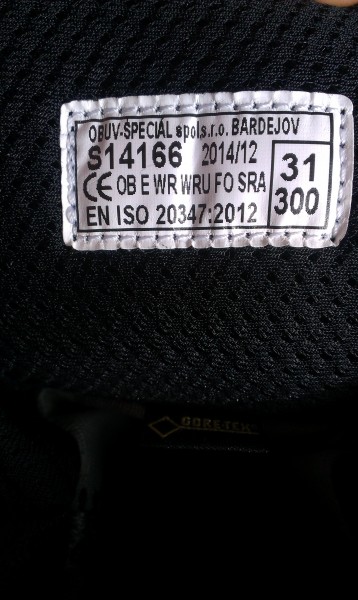 OBUV-ŠPECIÁL spol.s.r.o. BARDEJOV
S14166 2014/12
CE OB E WR WRU FO SRA
EN ISO 20347:2012
31
300
GORE-TEX